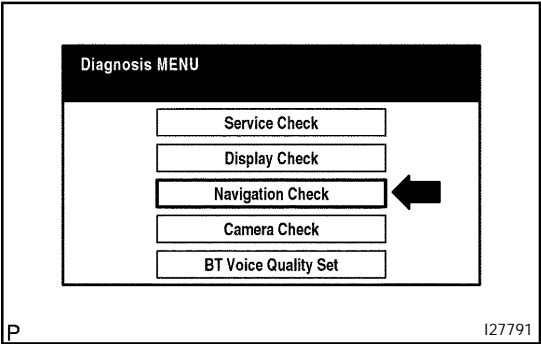 Diagnosis MENU
Service Check
Display Check
Navigation Check
Camera Check
BT Voice Quality Set
P
I27791